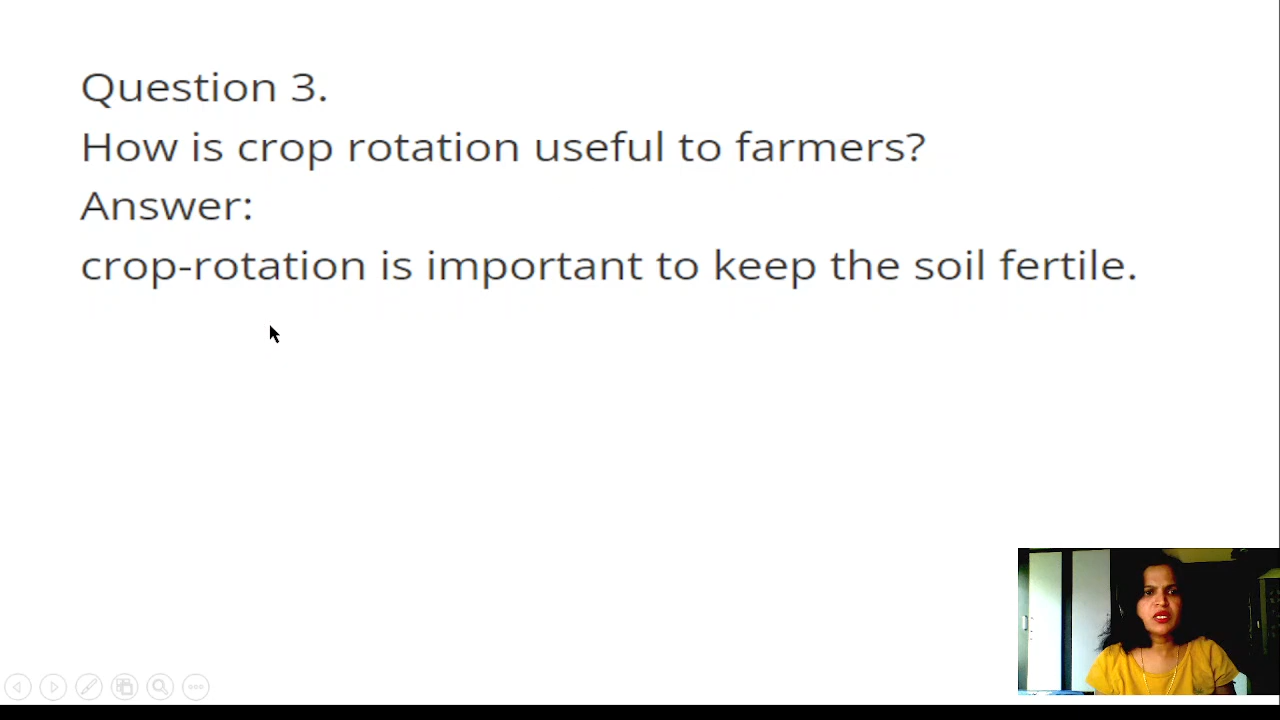 Question 3.
How is crop rotation useful to farmers?
Answer:
crop-rotation is important to keep the soil fertile.